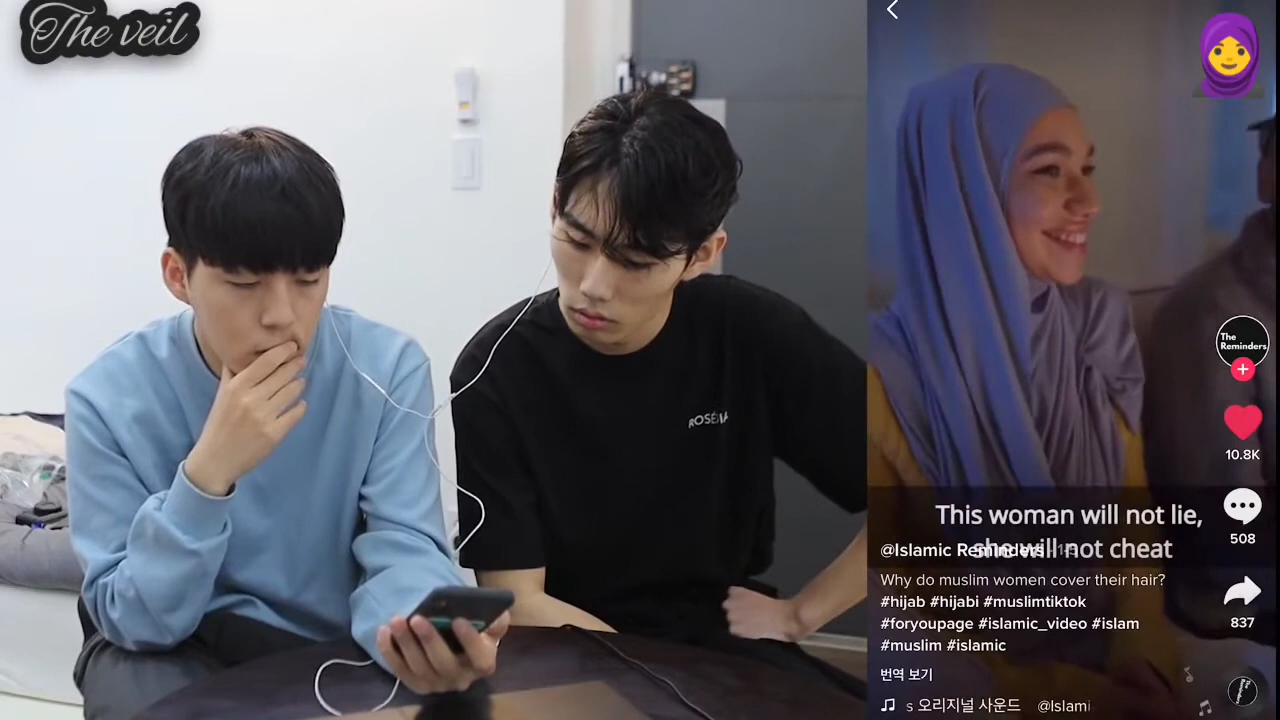 The veil
ROSÉ
The
Reminders
10.8K
508
837
This woman will not lie,
she will not cheat
@Islamic Reminders
Why do muslim women cover their hair?
#hijab #hijabi #muslimtiktok
#foryoupage #islamic_video #islam
#muslim #islamic
번역 보기
s 오리지널 사운드 @Islami